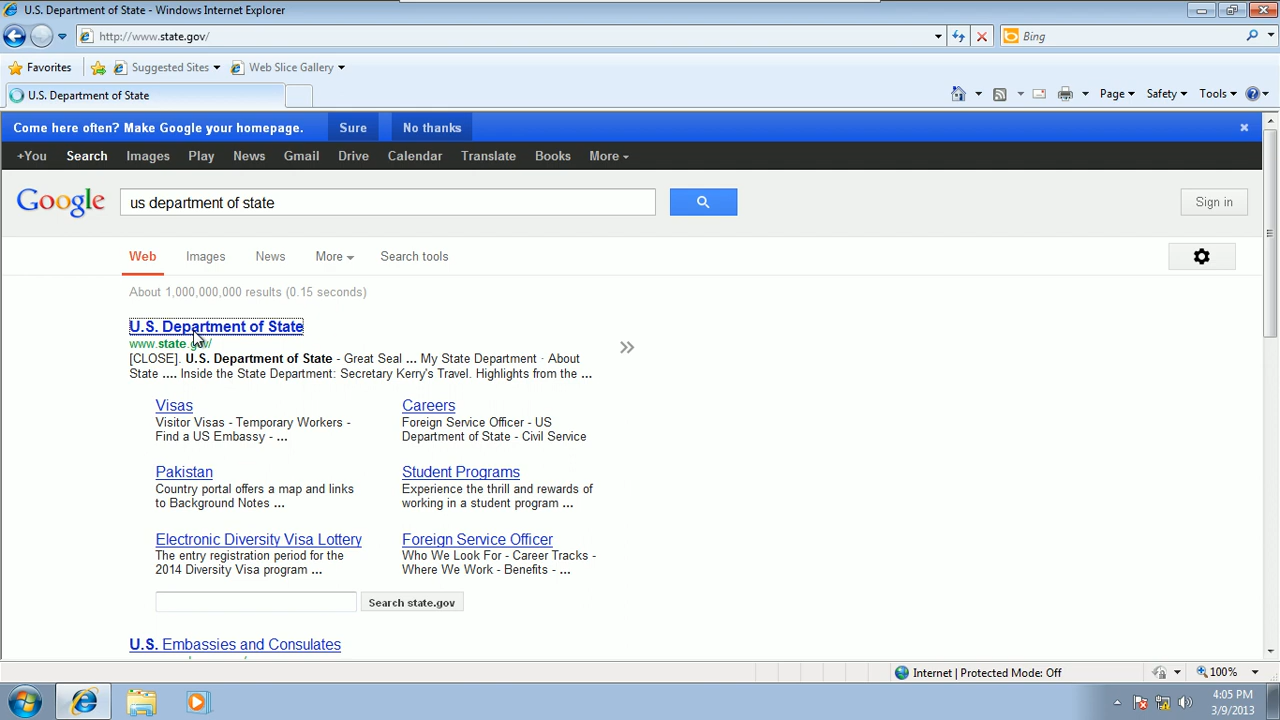 U.S. Department of State - Windows Internet Explorer
http://www.state.gov/
Bing
Favorites Suggested Sites Web Slice Gallery
U.S. Department of State
Page Safety Tools
Come here often? Make Google your homepage. Sure No thanks
+You Search Images Play News Gmail Drive Calendar Translate Books More
Google us department of state Sign in
Web Images News More Search tools
About 1,000,000,000 results (0.15 seconds)
U.S. Department of State
www.state.gov/
[CLOSE]. U.S. Department of State - Great Seal ... My State Department · About
State .... Inside the State Department: Secretary Kerry's Travel. Highlights from the ...
Visas
Visitor Visas - Temporary Workers -
Find a US Embassy - ...
Careers
Foreign Service Officer - US
Department of State - Civil Service
Pakistan
Country portal offers a map and links
to Background Notes ...
Student Programs
Experience the thrill and rewards of
working in a student program ...
Electronic Diversity Visa Lottery
The entry registration period for the
2014 Diversity Visa program ...
Foreign Service Officer
Who We Look For - Career Tracks -
Where We Work - Benefits - ...
Search state.gov
U.S. Embassies and Consulates
Internet | Protected Mode: Off
100%
4:05 PM
3/9/2013